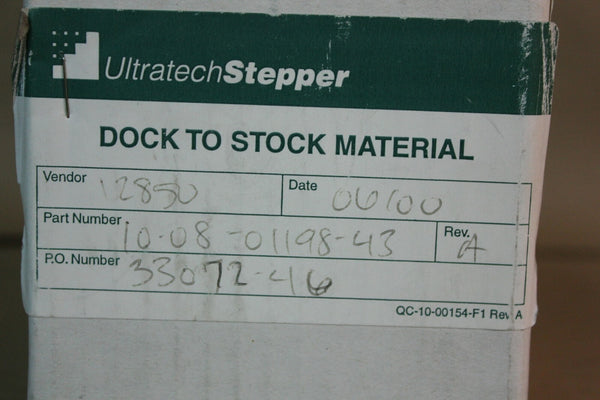 UltratechStepper
DOCK TO STOCK MATERIAL
Vendor 12850 Date 06/00
Part Number 10-08-01198-43 Rev. A
P.O. Number 33072-46
QC-10-00154-F1 Rev A